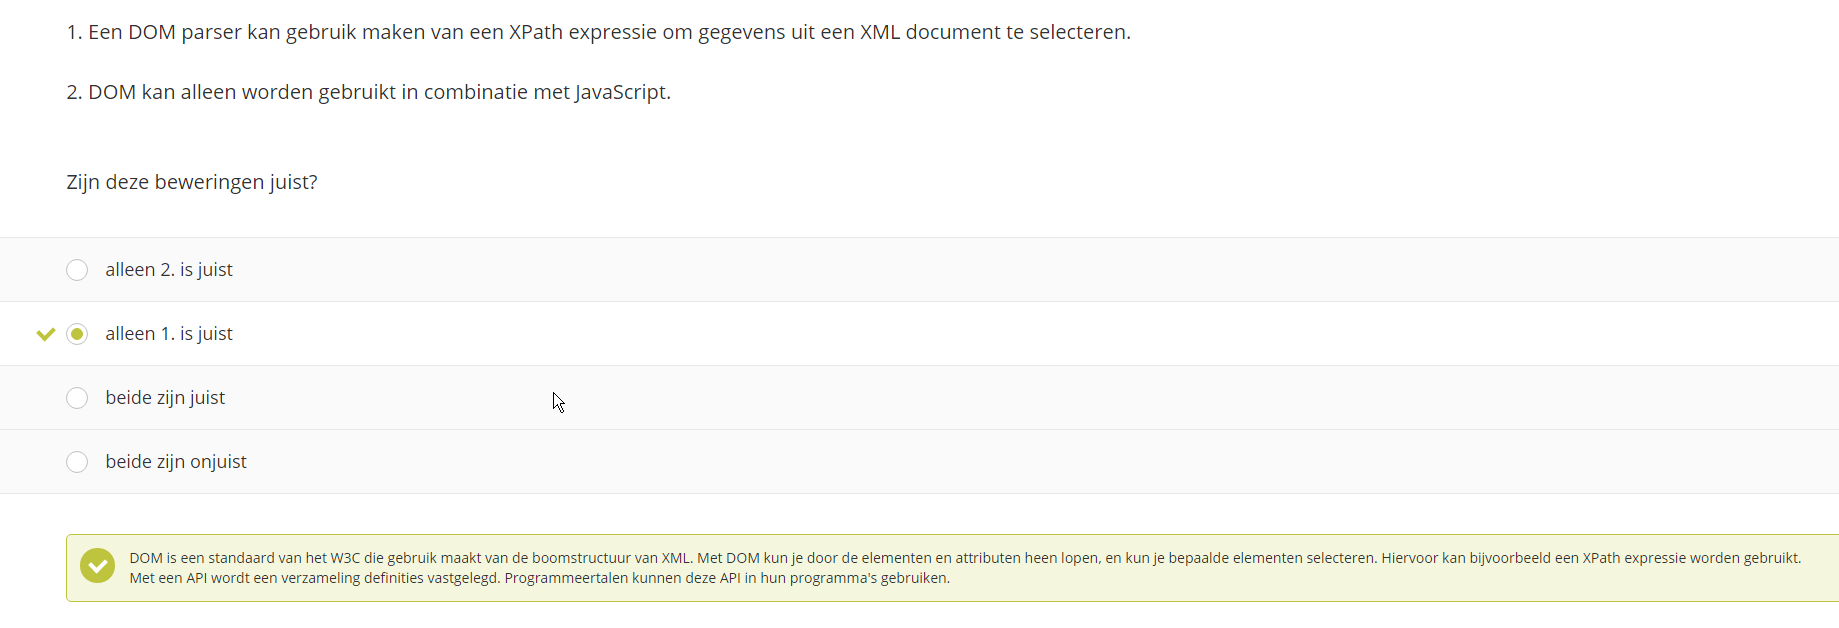 1. Een DOM parser kan gebruik maken van een XPath expressie om gegevens uit een XML document te selecteren.
2. DOM kan alleen worden gebruikt in combinatie met JavaScript.
Zijn deze beweringen juist?
alleen 2. is juist
alleen 1. is juist
beide zijn juist
beide zijn onjuist
DOM is een standaard van het W3C die gebruik maakt van de boomstructuur van XML. Met DOM kun je door de elementen en attributen heen lopen, en kun je bepaalde elementen selecteren. Hiervoor kan bijvoorbeeld een XPath expressie worden gebruikt.
Met een API wordt een verzameling definities vastgelegd. Programmeertalen kunnen deze API in hun programma's gebruiken.